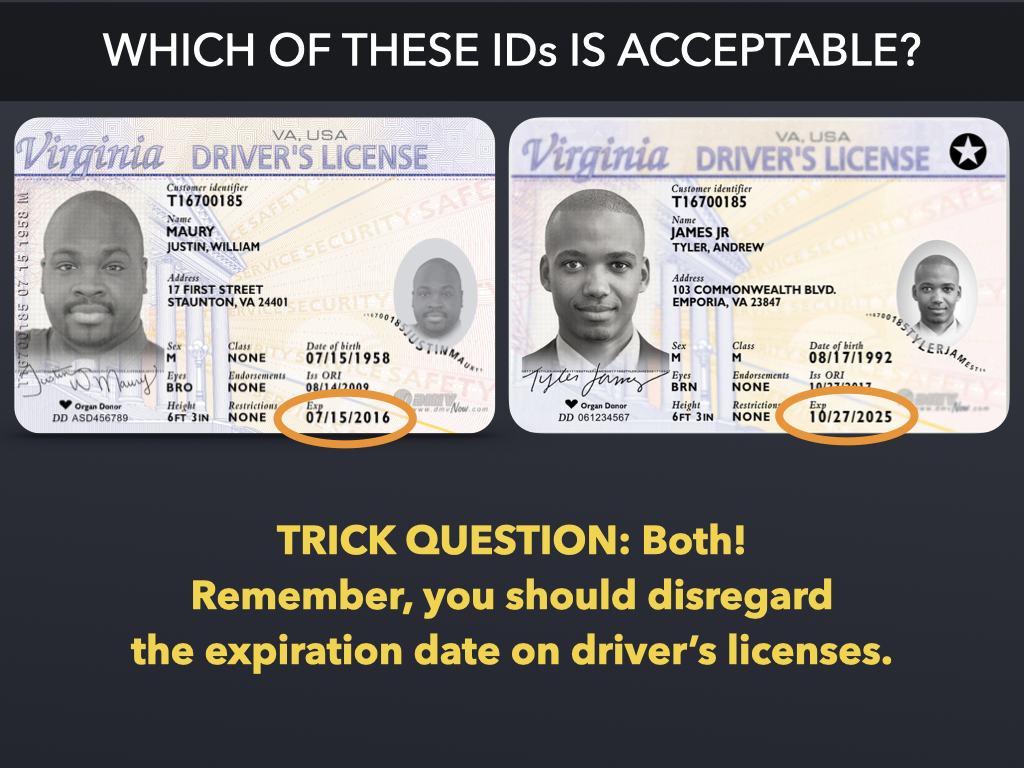 WHICH OF THESE IDs IS ACCEPTABLE?
Virginia
VA, USA
DRIVER'S LICENSE
Customer identifier
T16700185
Name
MAURY
JUSTIN, WILLIAM
Address
17 FIRST STREET
STAUNTON, VA 24401
Sex
M
Class
NONE
Date of birth
07/15/1958
Eyes
BRO
Endorsements
NONE
Iss ORI
08/14/2009
Height
6FT 3IN
Restrictions
NONE
Exp
07/15/2016
Organ Donor
DD ASD456789
Justin W Maury
Virginia
VA, USA
DRIVER'S LICENSE
Customer identifier
T16700185
Name
JAMES JR
TYLER, ANDREW
Address
103 COMMONWEALTH BLVD.
EMPORIA, VA 23847
Sex
M
Class
M
Date of birth
08/17/1992
Eyes
BRN
Endorsements
NONE
Iss ORI
10/27/2017
Height
6FT 3IN
Restrictions
NONE
Exp
10/27/2025
Organ Donor
DD 061234567
Tyler James
TRICK QUESTION: Both!
Remember, you should disregard
the expiration date on driver's licenses.